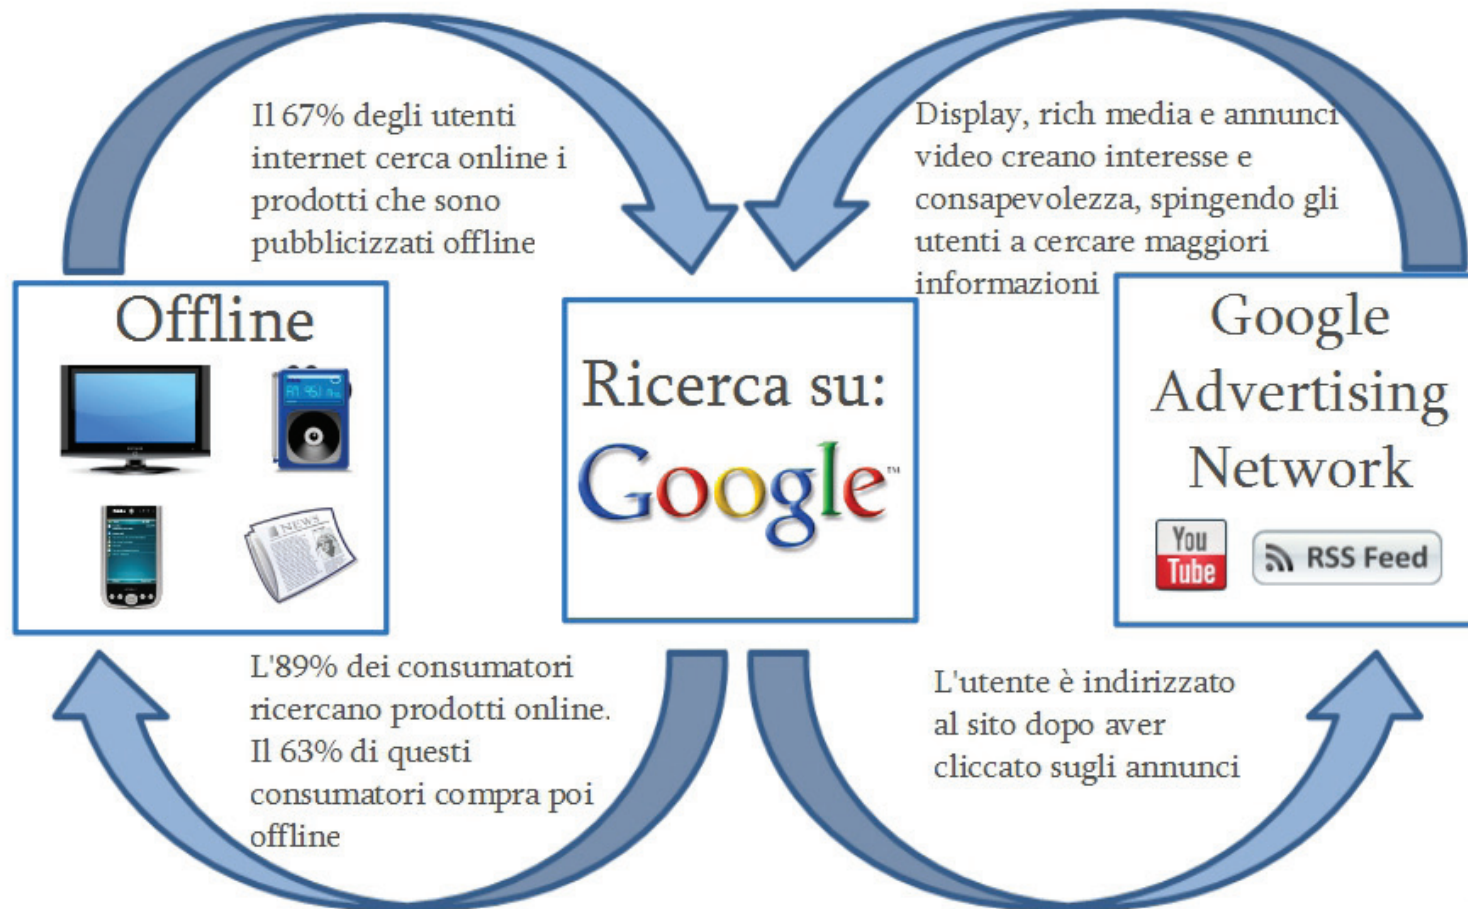 Il 67% degli utenti
internet cerca online i
prodotti che sono
pubblicizzati offline
Display, rich media e annunci
video creano interesse e
consapevolezza, spingendo gli
utenti a cercare maggiori
informazioni
Offline
NEWS
Ricerca su:
Google™
Google
Advertising
Network
You
Tube
RSS Feed
L'89% dei consumatori
ricercano prodotti online.
Il 63% di questi
consumatori compra poi
offline
L'utente è indirizzato
al sito dopo aver
cliccato sugli annunci